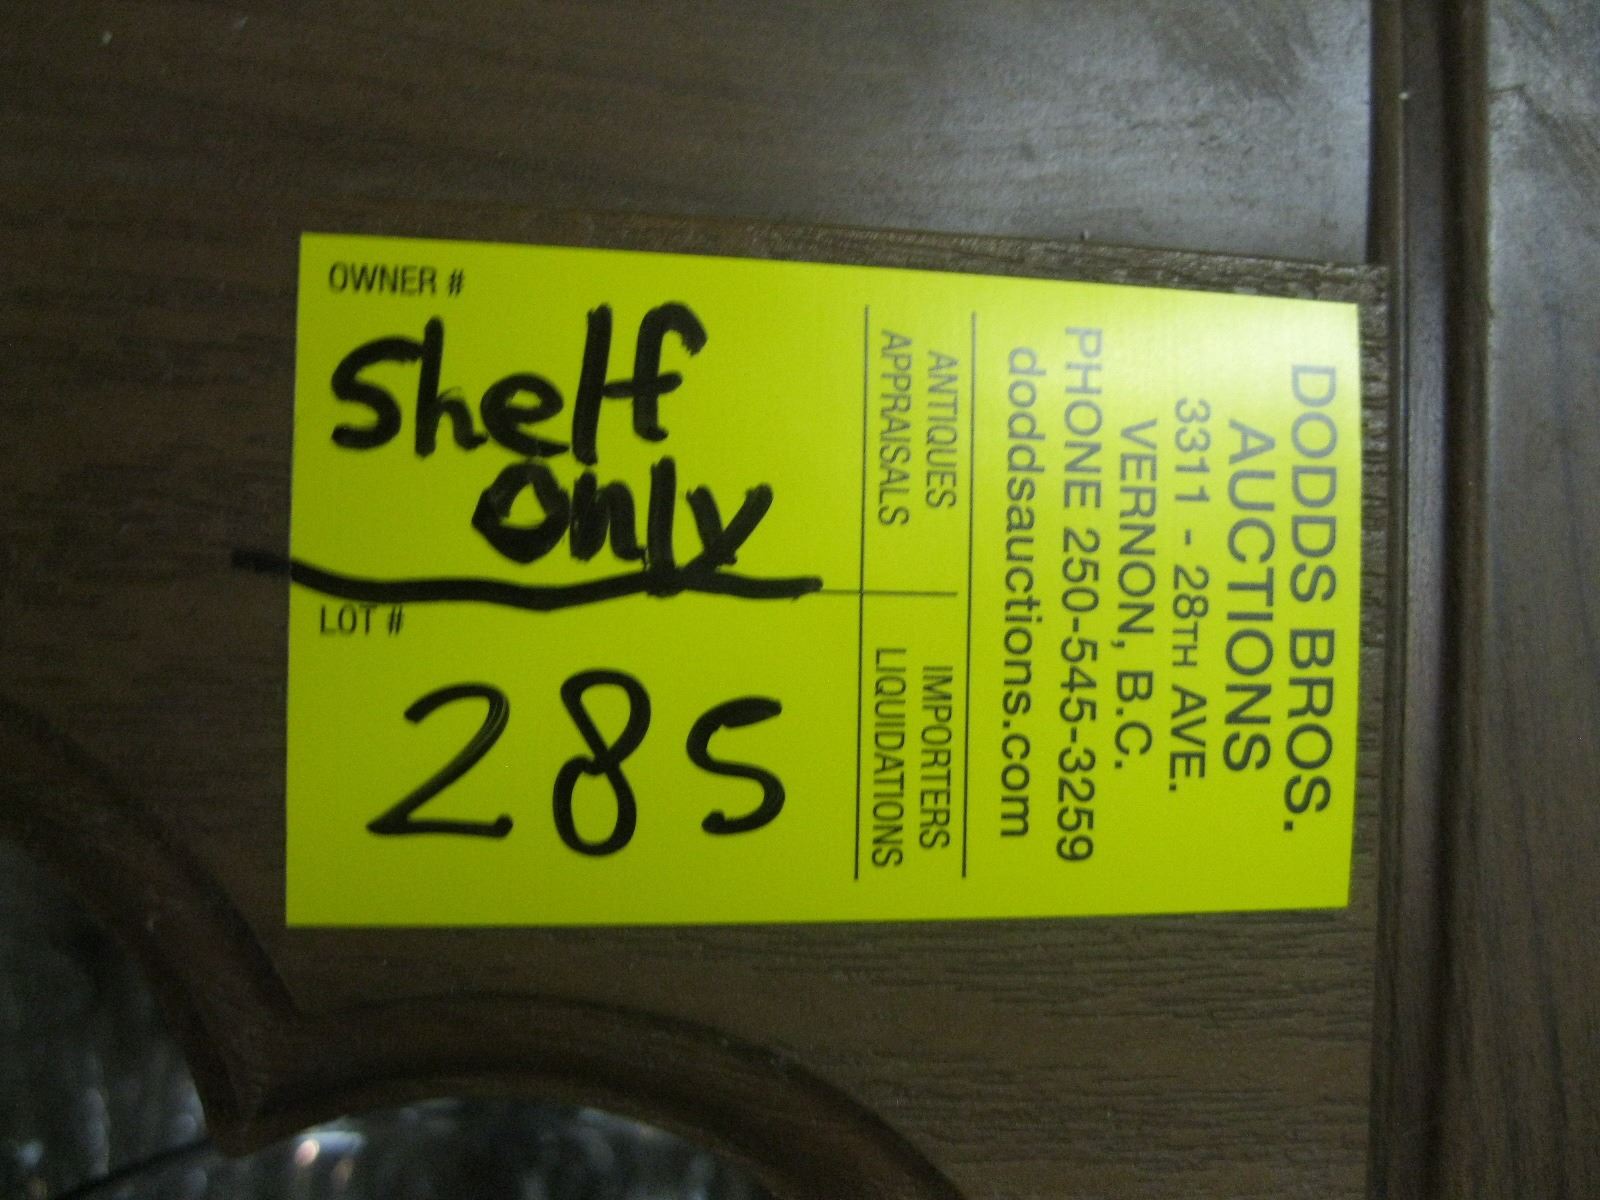 DODDS BROS.
AUCTIONS
3311 - 28TH AVE.
VERNON, B.C.
PHONE 250-545-3259
doddsauctions.com
ANTIQUES
APPRAISALS
IMPORTERS
LIQUIDATIONS
OWNER #
Shelf
Only
LOT #
285